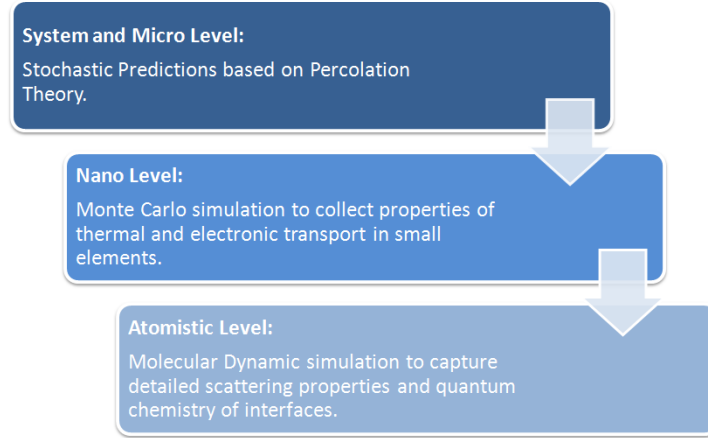 System and Micro Level:
Stochastic Predictions based on Percolation
Theory.
Nano Level:
Monte Carlo simulation to collect properties of
thermal and electronic transport in small
elements.
Atomistic Level:
Molecular Dynamic simulation to capture
detailed scattering properties and quantum
chemistry of interfaces.